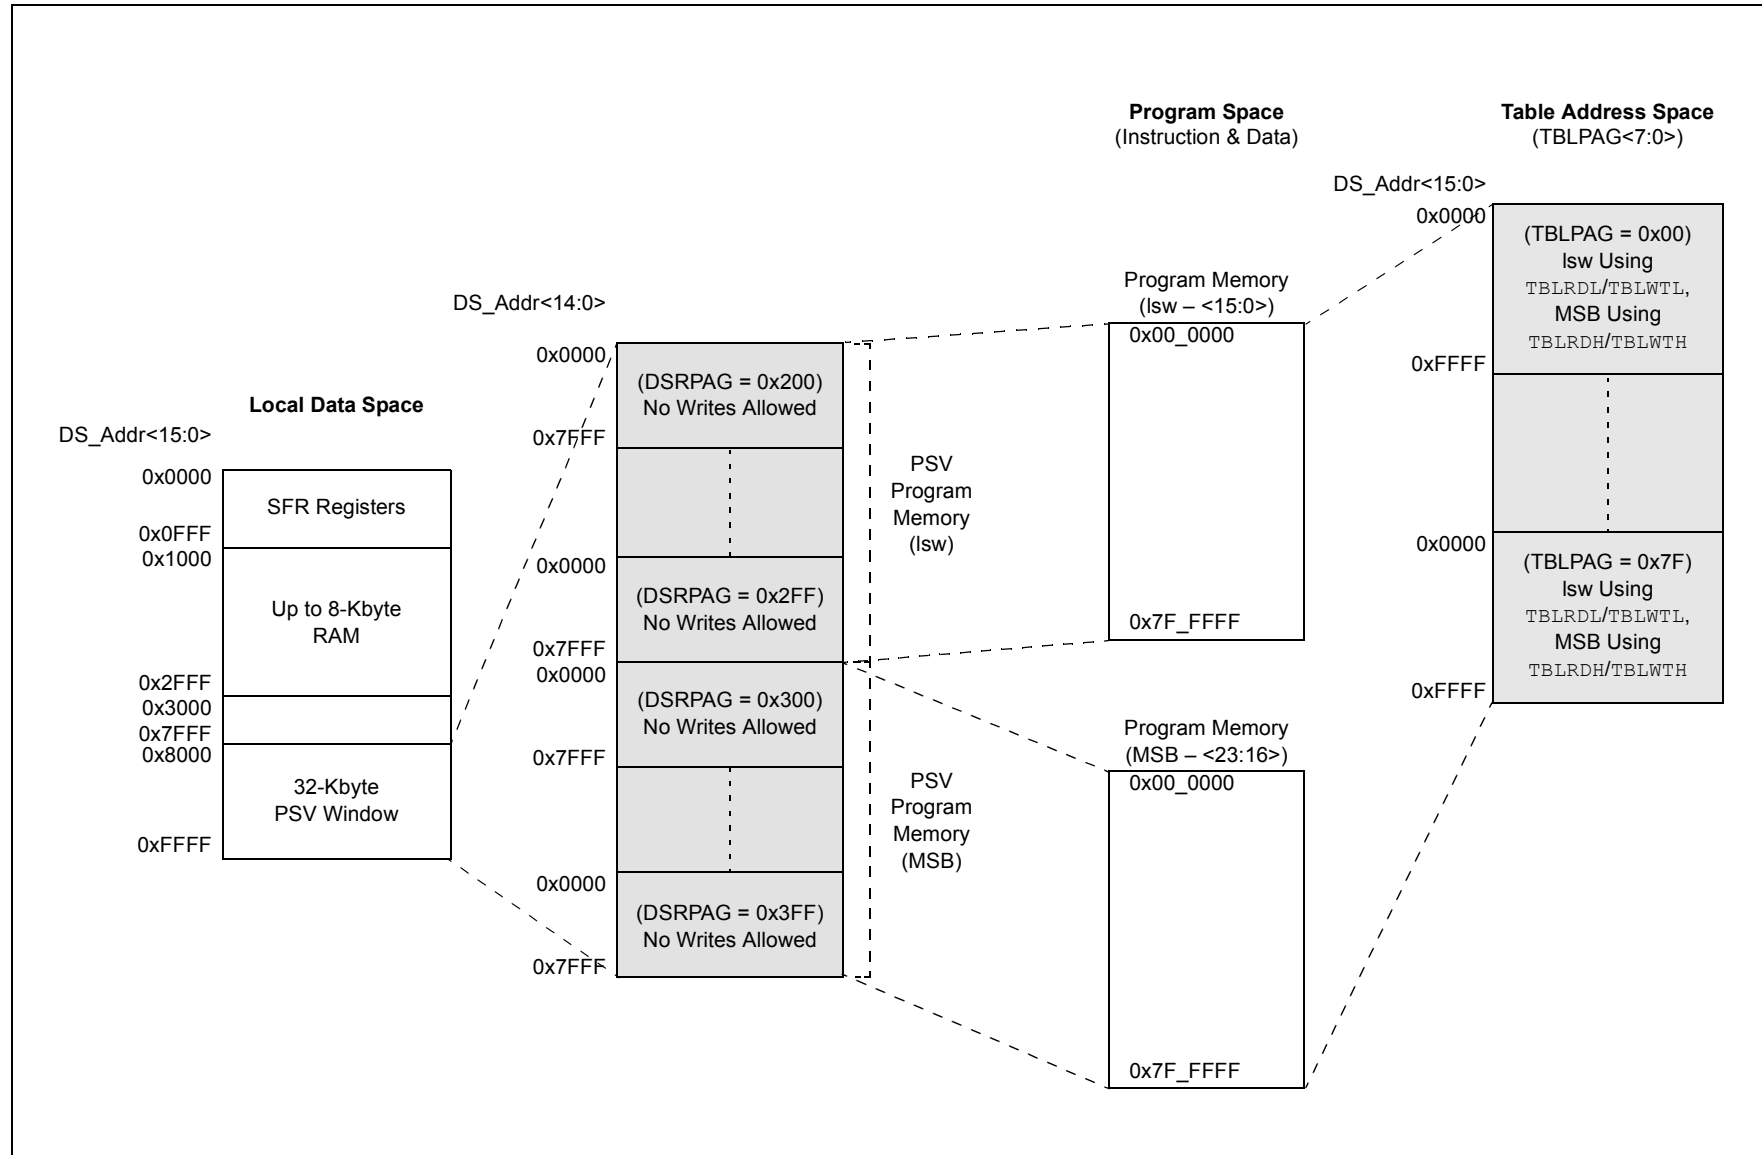 Program Space
(Instruction & Data)
Table Address Space
(TBLPAG<7:0>)
DS_Addr<15:0>
0x0000
(TBLPAG = 0x00)
lsw Using
TBLRDL/TBLWTL,
MSB Using
TBLRDH/TBLWTH
0xFFFF
0x0000
(TBLPAG = 0x7F)
lsw Using
TBLRDL/TBLWTL,
MSB Using
TBLRDH/TBLWTH
0xFFFF
Program Memory
(lsw – <15:0>)
0x00_0000
0x7F_FFFF
Program Memory
(MSB – <23:16>)
0x00_0000
0x7F_FFFF
DS_Addr<14:0>
0x0000
(DSRPAG = 0x200)
No Writes Allowed
0x7FFF
0x0000
(DSRPAG = 0x2FF)
No Writes Allowed
0x7FFF
0x0000
(DSRPAG = 0x300)
No Writes Allowed
0x7FFF
0x0000
(DSRPAG = 0x3FF)
No Writes Allowed
0x7FFF
PSV
Program
Memory
(lsw)
PSV
Program
Memory
(MSB)
Local Data Space
DS_Addr<15:0>
0x0000
SFR Registers
0x0FFF
0x1000
Up to 8-Kbyte
RAM
0x2FFF
0x3000
0x7FFF
0x8000
32-Kbyte
PSV Window
0xFFFF